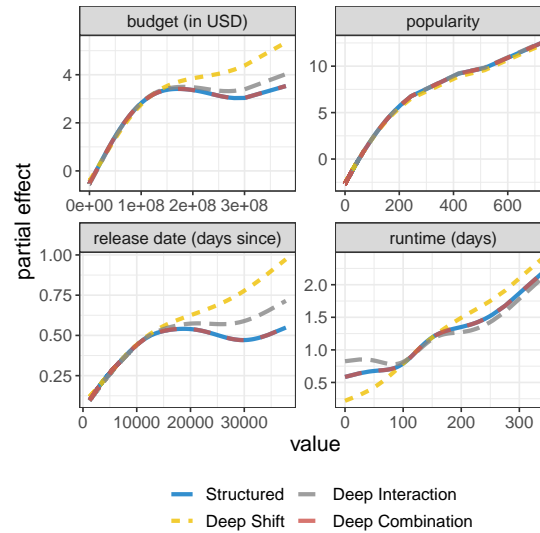 budget (in USD)
popularity
4
2
0
10
5
0
0e+00 1e+08 2e+08 3e+08
0 200 400 600
partial effect
release date (days since)
runtime (days)
1.00
0.75
0.50
0.25
2.0
1.5
1.0
0.5
0 10000 20000 30000
0 100 200 300
value
Structured
Deep Interaction
Deep Shift
Deep Combination